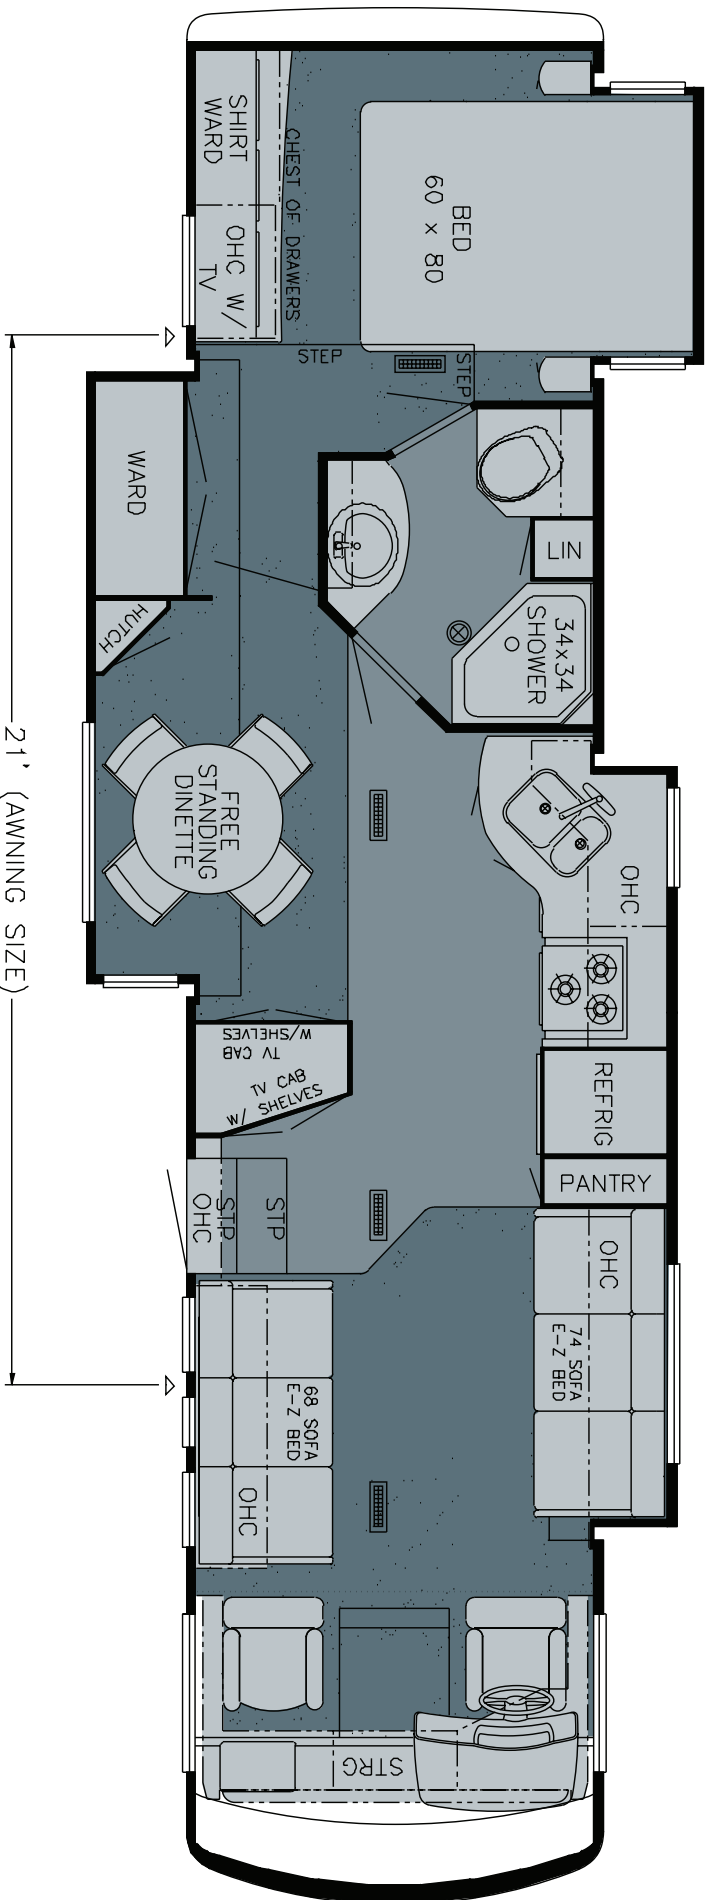 SHIRT
WARD
CHEST OF DRAWERS
OHC W/
TV
BED
60 x 80
STEP
STEP
WARD
HUTCH
LIN
34x34
SHOWER
FREE
STANDING
DINETTE
OHC
21' (AWNING SIZE)
TV CAB
W/SHELVES
TV CAB
W/ SHELVES
REFRIG
PANTRY
OHC
STP
STP
OHC
74 SOFA
E-Z BED
68 SOFA
E-Z BED
OHC
STRG